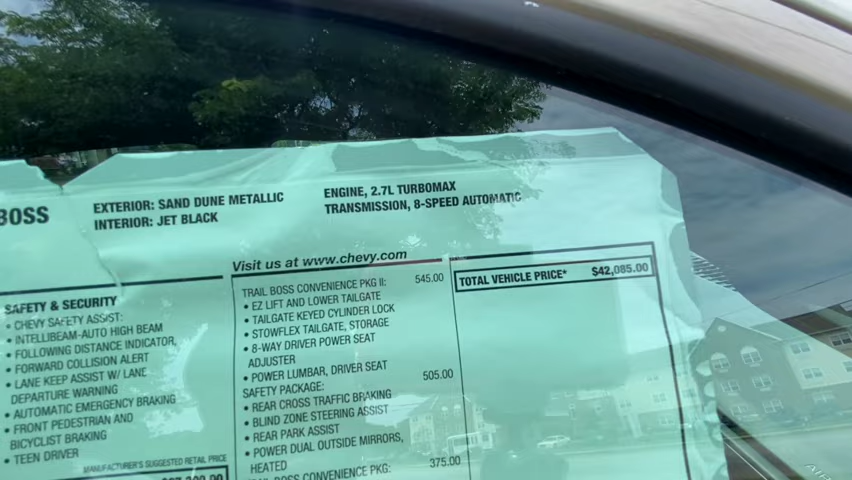 BOSS
EXTERIOR: SAND DUNE METALLIC
INTERIOR: JET BLACK
ENGINE, 2.7L TURBOMAX
TRANSMISSION, 8-SPEED AUTOMATIC
Visit us at www.chevy.com
SAFETY & SECURITY
• CHEVY SAFETY ASSIST:
• INTELLIBEAM-AUTO HIGH BEAM
• FOLLOWING DISTANCE INDICATOR,
• FORWARD COLLISION ALERT
• LANE KEEP ASSIST W/ LANE
DEPARTURE WARNING
• AUTOMATIC EMERGENCY BRAKING
• FRONT PEDESTRIAN AND
BICYCLIST BRAKING
• TEEN DRIVER
MANUFACTURER'S SUGGESTED RETAIL PRICE
TRAIL BOSS CONVENIENCE PKG II: 545.00
• EZ LIFT AND LOWER TAILGATE
• TAILGATE KEYED CYLINDER LOCK
• STOWFLEX TAILGATE, STORAGE
• 8-WAY DRIVER POWER SEAT
ADJUSTER
• POWER LUMBAR, DRIVER SEAT
SAFETY PACKAGE: 505.00
• REAR CROSS TRAFFIC BRAKING
• BLIND ZONE STEERING ASSIST
• REAR PARK ASSIST
• POWER DUAL OUTSIDE MIRRORS,
HEATED
TRAIL BOSS CONVENIENCE PKG: 375.00
TOTAL VEHICLE PRICE* $42,085.00